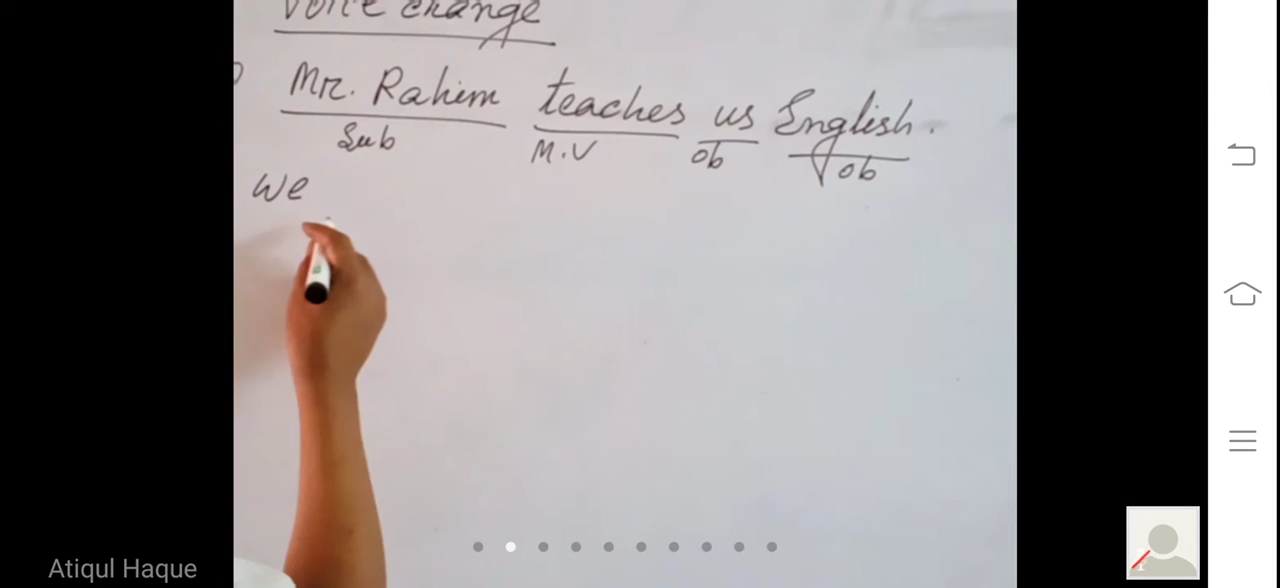 Voice change
Mr. Rahim teaches us English.
Sub M.V ob ob
We
Atiqul Haque